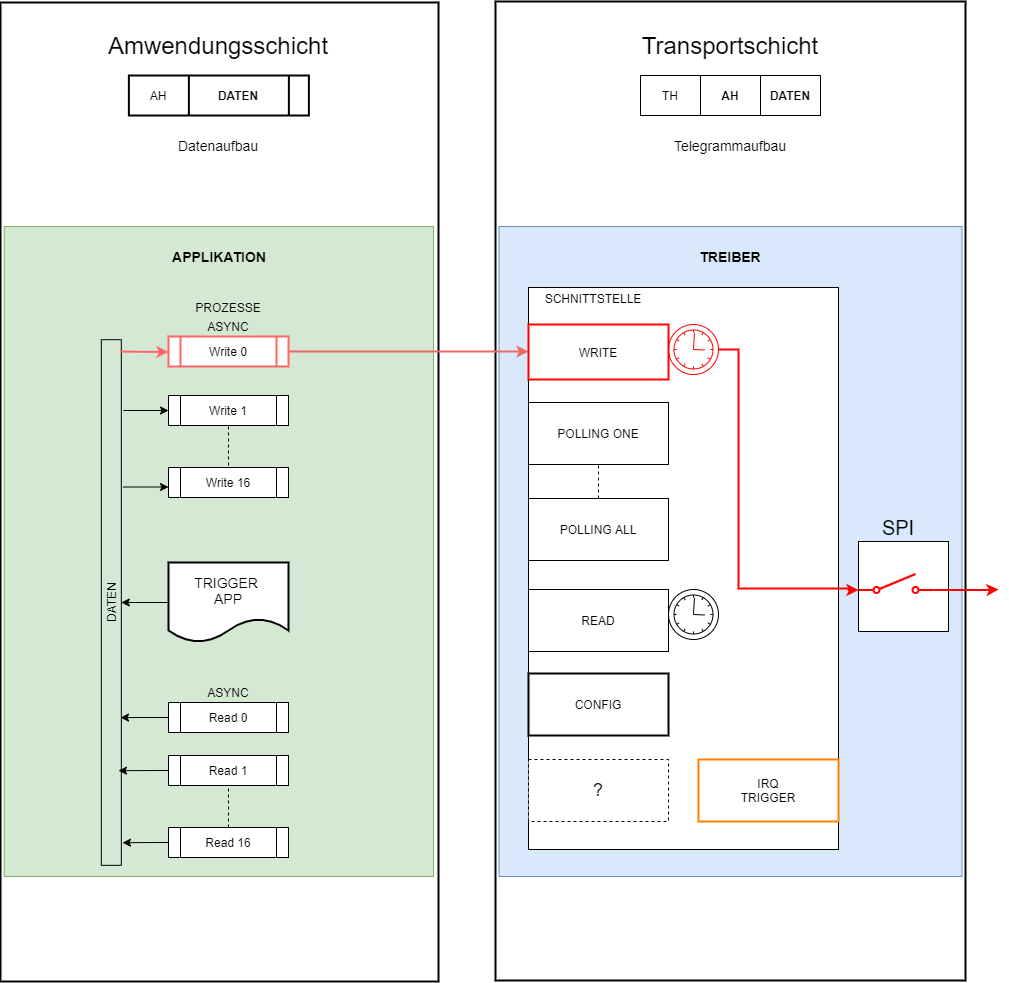 Amwendungsschicht
AH
DATEN
Datenaufbau
APPLIKATION
PROZESSE
ASYNC
Write 0
Write 1
Write 16
TRIGGER
APP
DATEN
ASYNC
Read 0
Read 1
Read 16
Transportschicht
TH
AH
DATEN
Telegrammaufbau
TREIBER
SCHNITTSTELLE
WRITE
POLLING ONE
POLLING ALL
READ
CONFIG
?
IRQ
TRIGGER
SPI